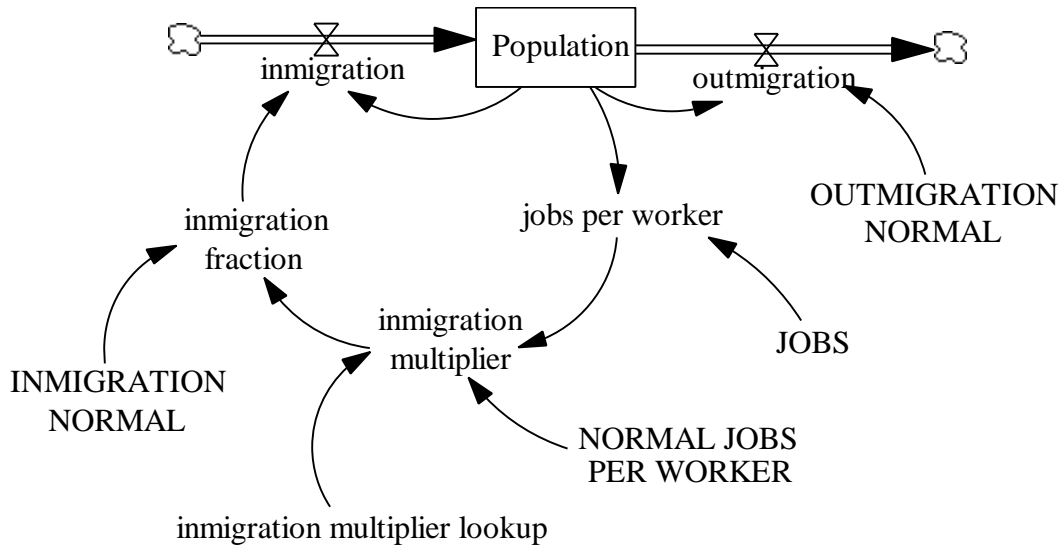 Population
inmigration
outmigration
OUTMIGRATION
NORMAL
inmigration
fraction
jobs per worker
inmigration
multiplier
JOBS
INMIGRATION
NORMAL
NORMAL JOBS
PER WORKER
inmigration multiplier lookup